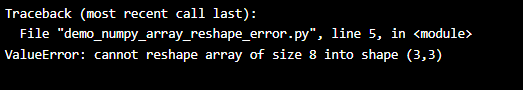 Traceback (most recent call last):
  File "demo_numpy_array_reshape_error.py", line 5, in <module>
ValueError: cannot reshape array of size 8 into shape (3,3)